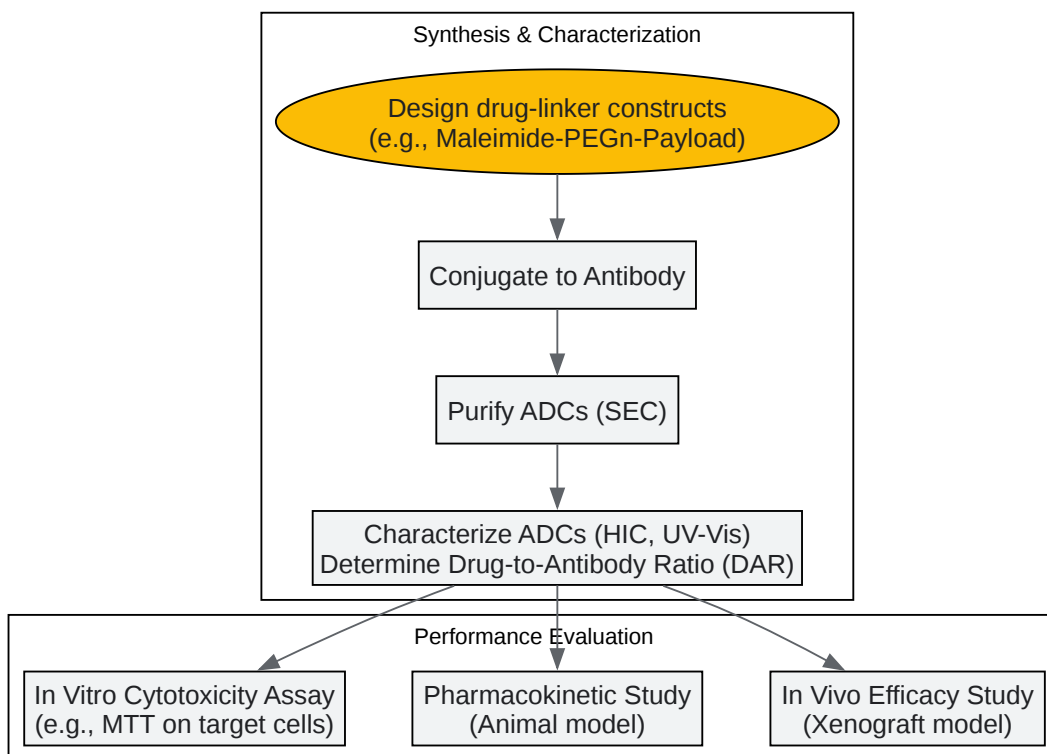 Synthesis & Characterization
Design drug-linker constructs
(e.g., Maleimide-PEGn-Payload)
Conjugate to Antibody
Purify ADCs (SEC)
Characterize ADCs (HIC, UV-Vis)
Determine Drug-to-Antibody Ratio (DAR)
Performance Evaluation
In Vitro Cytotoxicity Assay
(e.g., MTT on target cells)
Pharmacokinetic Study
(Animal model)
In Vivo Efficacy Study
(Xenograft model)